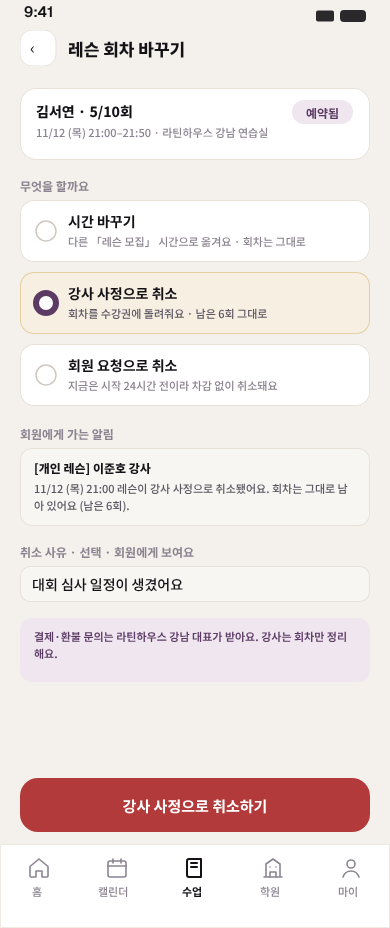 9:41
레슨 회차 바꾸기
김서연 · 5/10회
예약됨
11/12 (목) 21:00–21:50 · 라틴하우스 강남 연습실
무엇을 할까요
시간 바꾸기
다른 「레슨 모집」 시간으로 옮겨요 · 회차는 그대로
강사 사정으로 취소
회차를 수강권에 돌려줘요 · 남은 6회 그대로
회원 요청으로 취소
지금은 시작 24시간 전이라 차감 없이 취소돼요
회원에게 가는 알림
[개인 레슨] 이준호 강사
11/12 (목) 21:00 레슨이 강사 사정으로 취소됐어요. 회차는 그대로 남
아 있어요 (남은 6회).
취소 사유 · 선택 · 회원에게 보여요
대회 심사 일정이 생겼어요
결제·환불 문의는 라틴하우스 강남 대표가 받아요. 강사는 회차만 정리
해요.
강사 사정으로 취소하기
홈
캘린더
수업
학원
마이